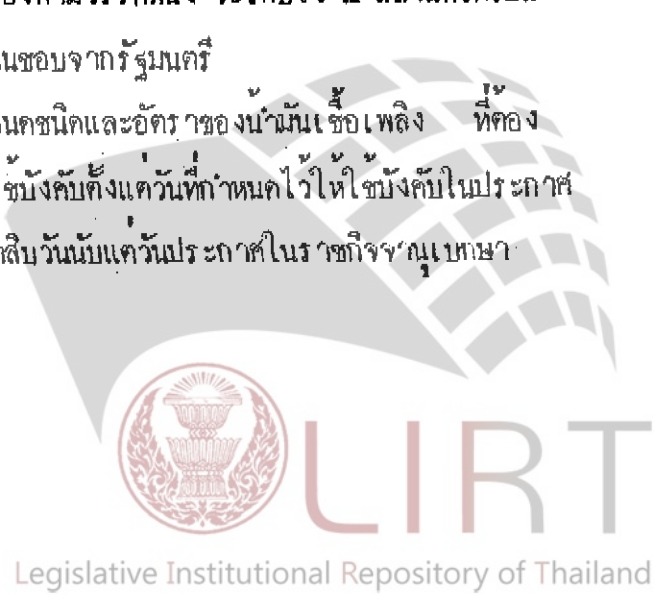 นชอบจากรัฐมนตรี
นดชนิดและอัตราของน้ำมันเชื้อเพลิง ที่ต้อง
ช้บังคับตั้งแต่วันที่กำหนดไว้ให้ใช้บังคับในประกาศ
าสิบวันนับแต่วันประกาศในราชกิจจานุเบกษา
LIRT
Legislative Institutional Repository of Thailand